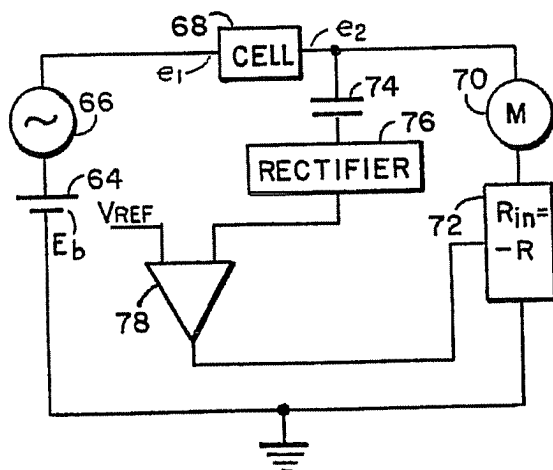 68
CELL
e1
e2
66
~
64
Eb
74
76
RECTIFIER
70
M
72
Rin=
-R
VREF
78